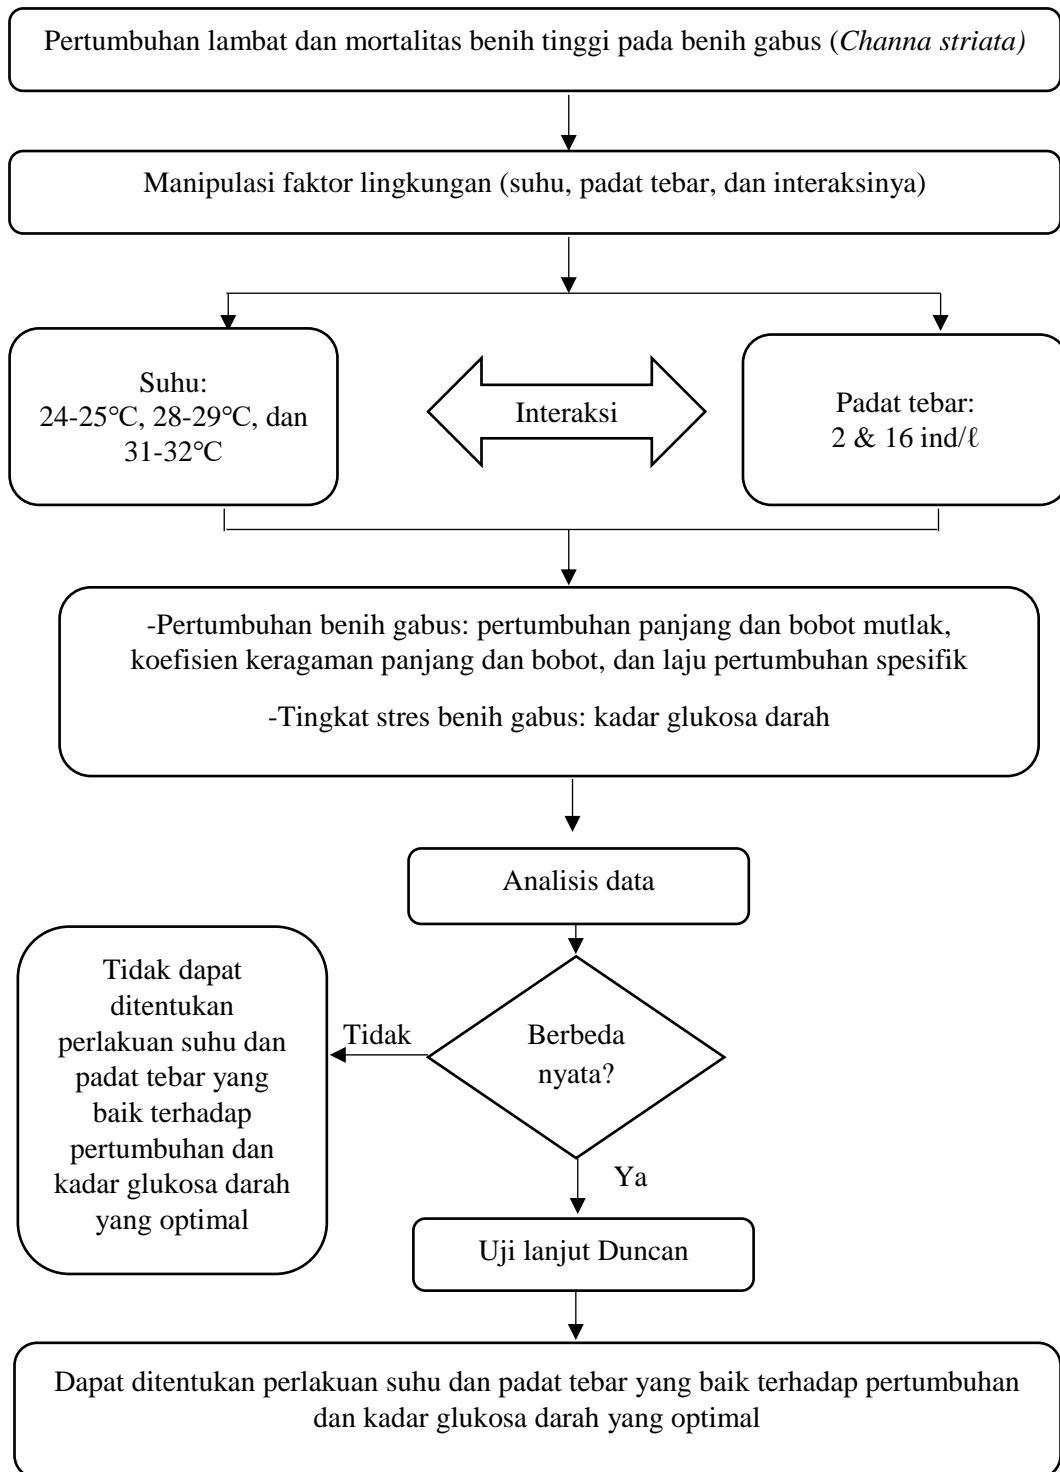 Pertumbuhan lambat dan mortalitas benih tinggi pada benih gabus (Channa striata)
Manipulasi faktor lingkungan (suhu, padat tebar, dan interaksinya)
Suhu:
24-25℃, 28-29℃, dan
31-32℃
Interaksi
Padat tebar:
2 & 16 ind/ℓ
-Pertumbuhan benih gabus: pertumbuhan panjang dan bobot mutlak,
koefisien keragaman panjang dan bobot, dan laju pertumbuhan spesifik
-Tingkat stres benih gabus: kadar glukosa darah
Analisis data
Tidak dapat
ditentukan
perlakuan suhu dan
padat tebar yang
baik terhadap
pertumbuhan dan
kadar glukosa darah
yang optimal
Tidak
Berbeda
nyata?
Ya
Uji lanjut Duncan
Dapat ditentukan perlakuan suhu dan padat tebar yang baik terhadap pertumbuhan
dan kadar glukosa darah yang optimal